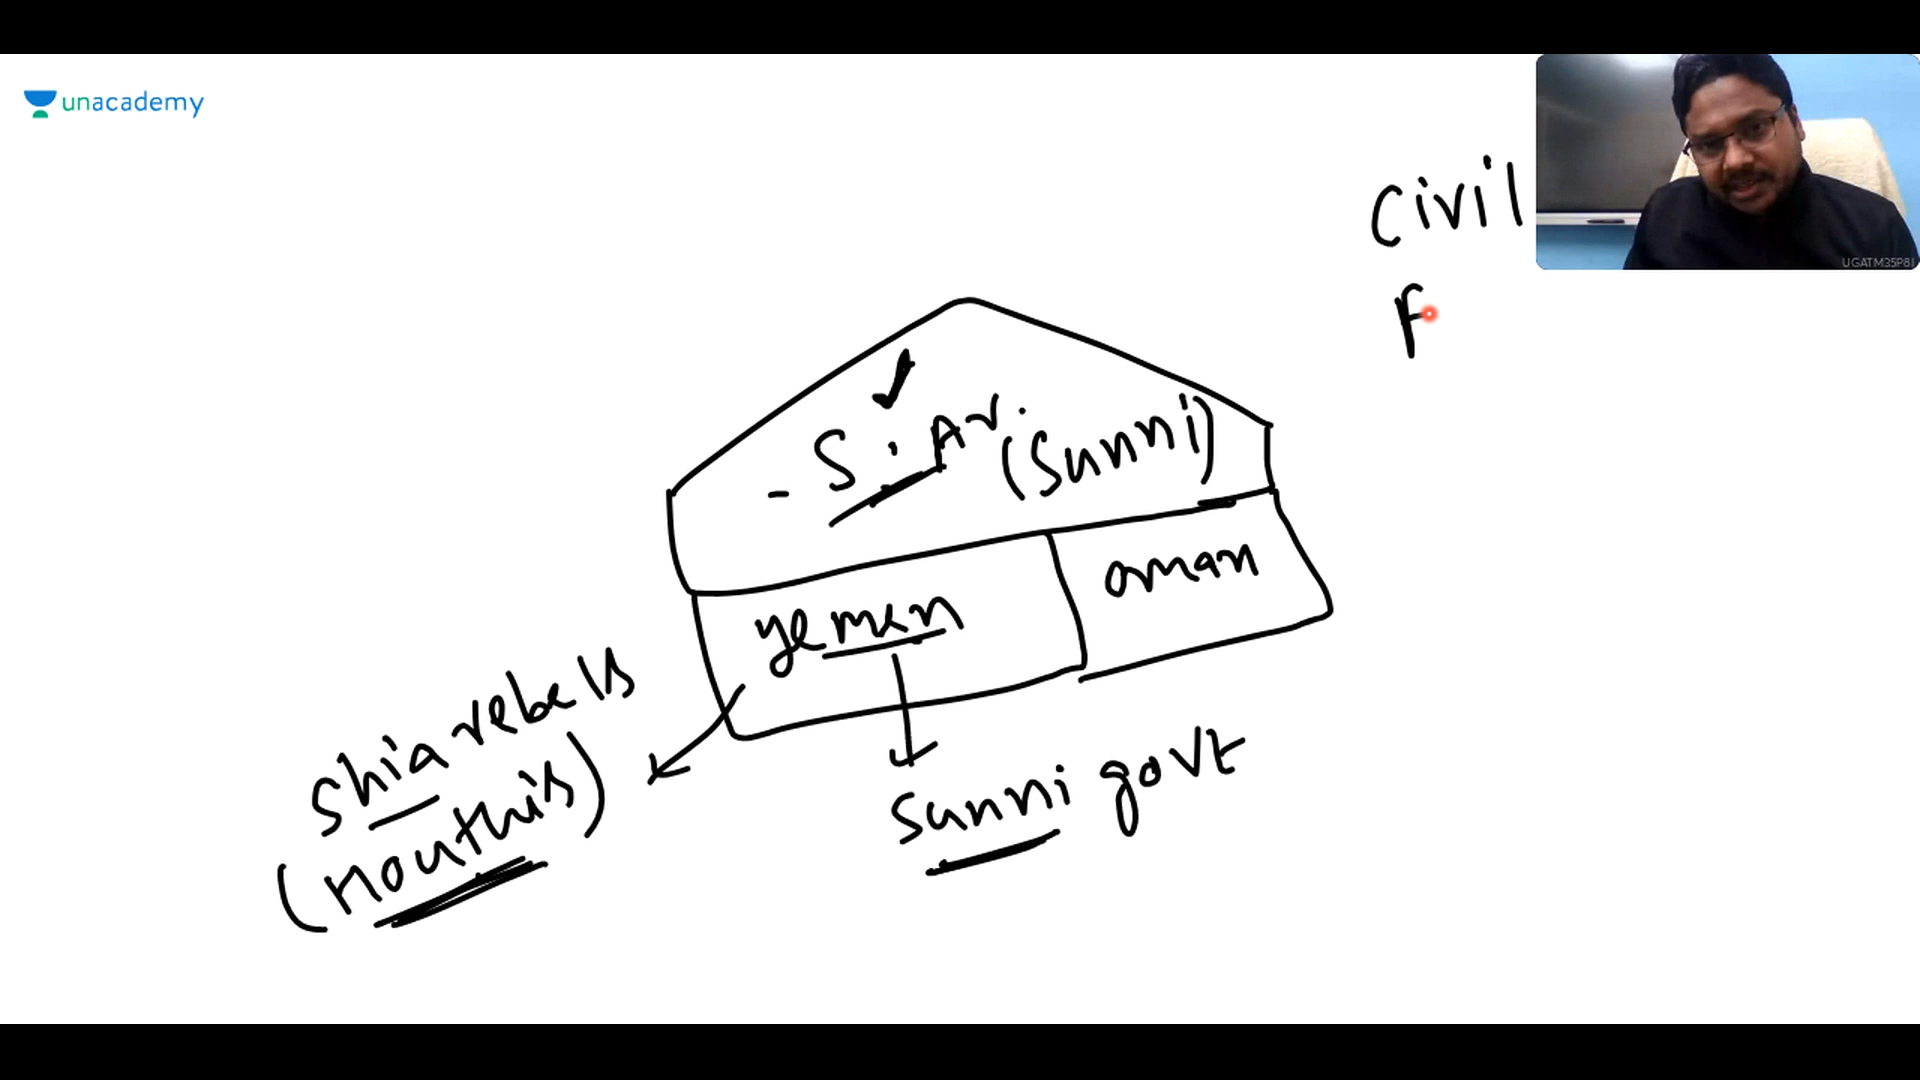 unacademy
UGATM35P8I
Civil
F
- S. Ar. (Sunni)
yemen
oman
Shia rebels
(Houthis)
Sunni govt